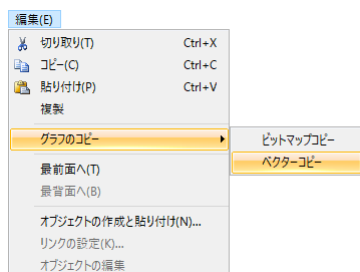 編集(E)
切り取り(T) Ctrl+X
コピー(C) Ctrl+C
貼り付け(P) Ctrl+V
複製
グラフのコピー
ビットマップコピー
ベクターコピー
最前面へ(T)
最背面へ(B)
オブジェクトの作成と貼り付け(N)...
リンクの設定(K)...
オブジェクトの編集